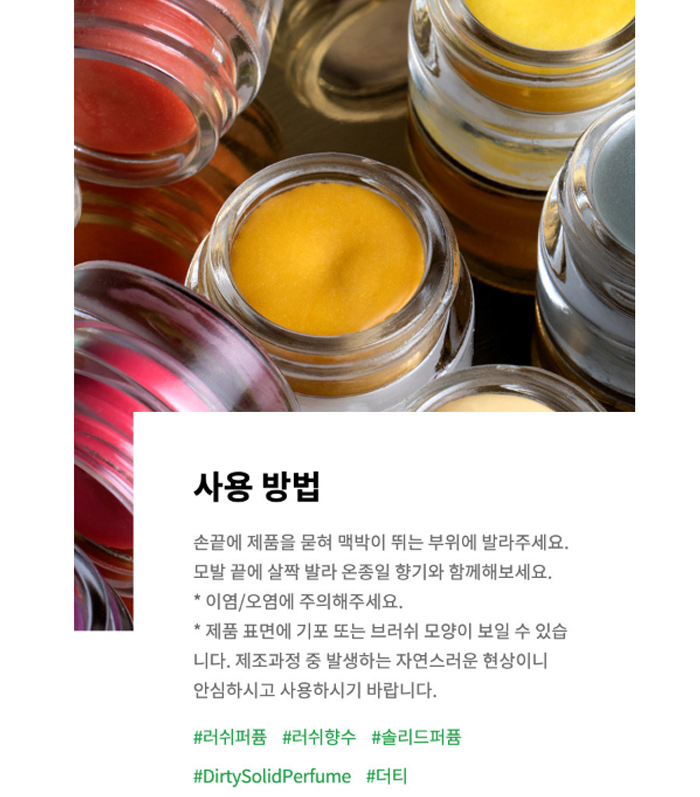 사용 방법
손끝에 제품을 묻혀 맥박이 뛰는 부위에 발라주세요.
모발 끝에 살짝 발라 온종일 향기와 함께해보세요.
* 이염/오염에 주의해주세요.
* 제품 표면에 기포 또는 브러쉬 모양이 보일 수 있습
니다. 제조과정 중 발생하는 자연스러운 현상이니
안심하시고 사용하시기 바랍니다.
#러쉬퍼퓸 #러쉬향수 #솔리드퍼퓸
#DirtySolidPerfume #더티